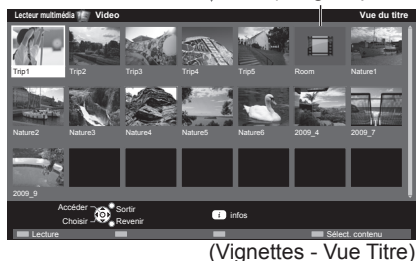 Lecteur multimédia Video Vue du titre
Trip1 Trip2 Trip3 Trip4 Trip5 Room Nature1
Nature2 Nature3 Nature4 Nature5 Nature6 2009_4 2009_7
2009_9
Accéder Sortir
Choisir Revenir
i infos
Lecture Sélect. contenu
(Vignettes - Vue Titre)